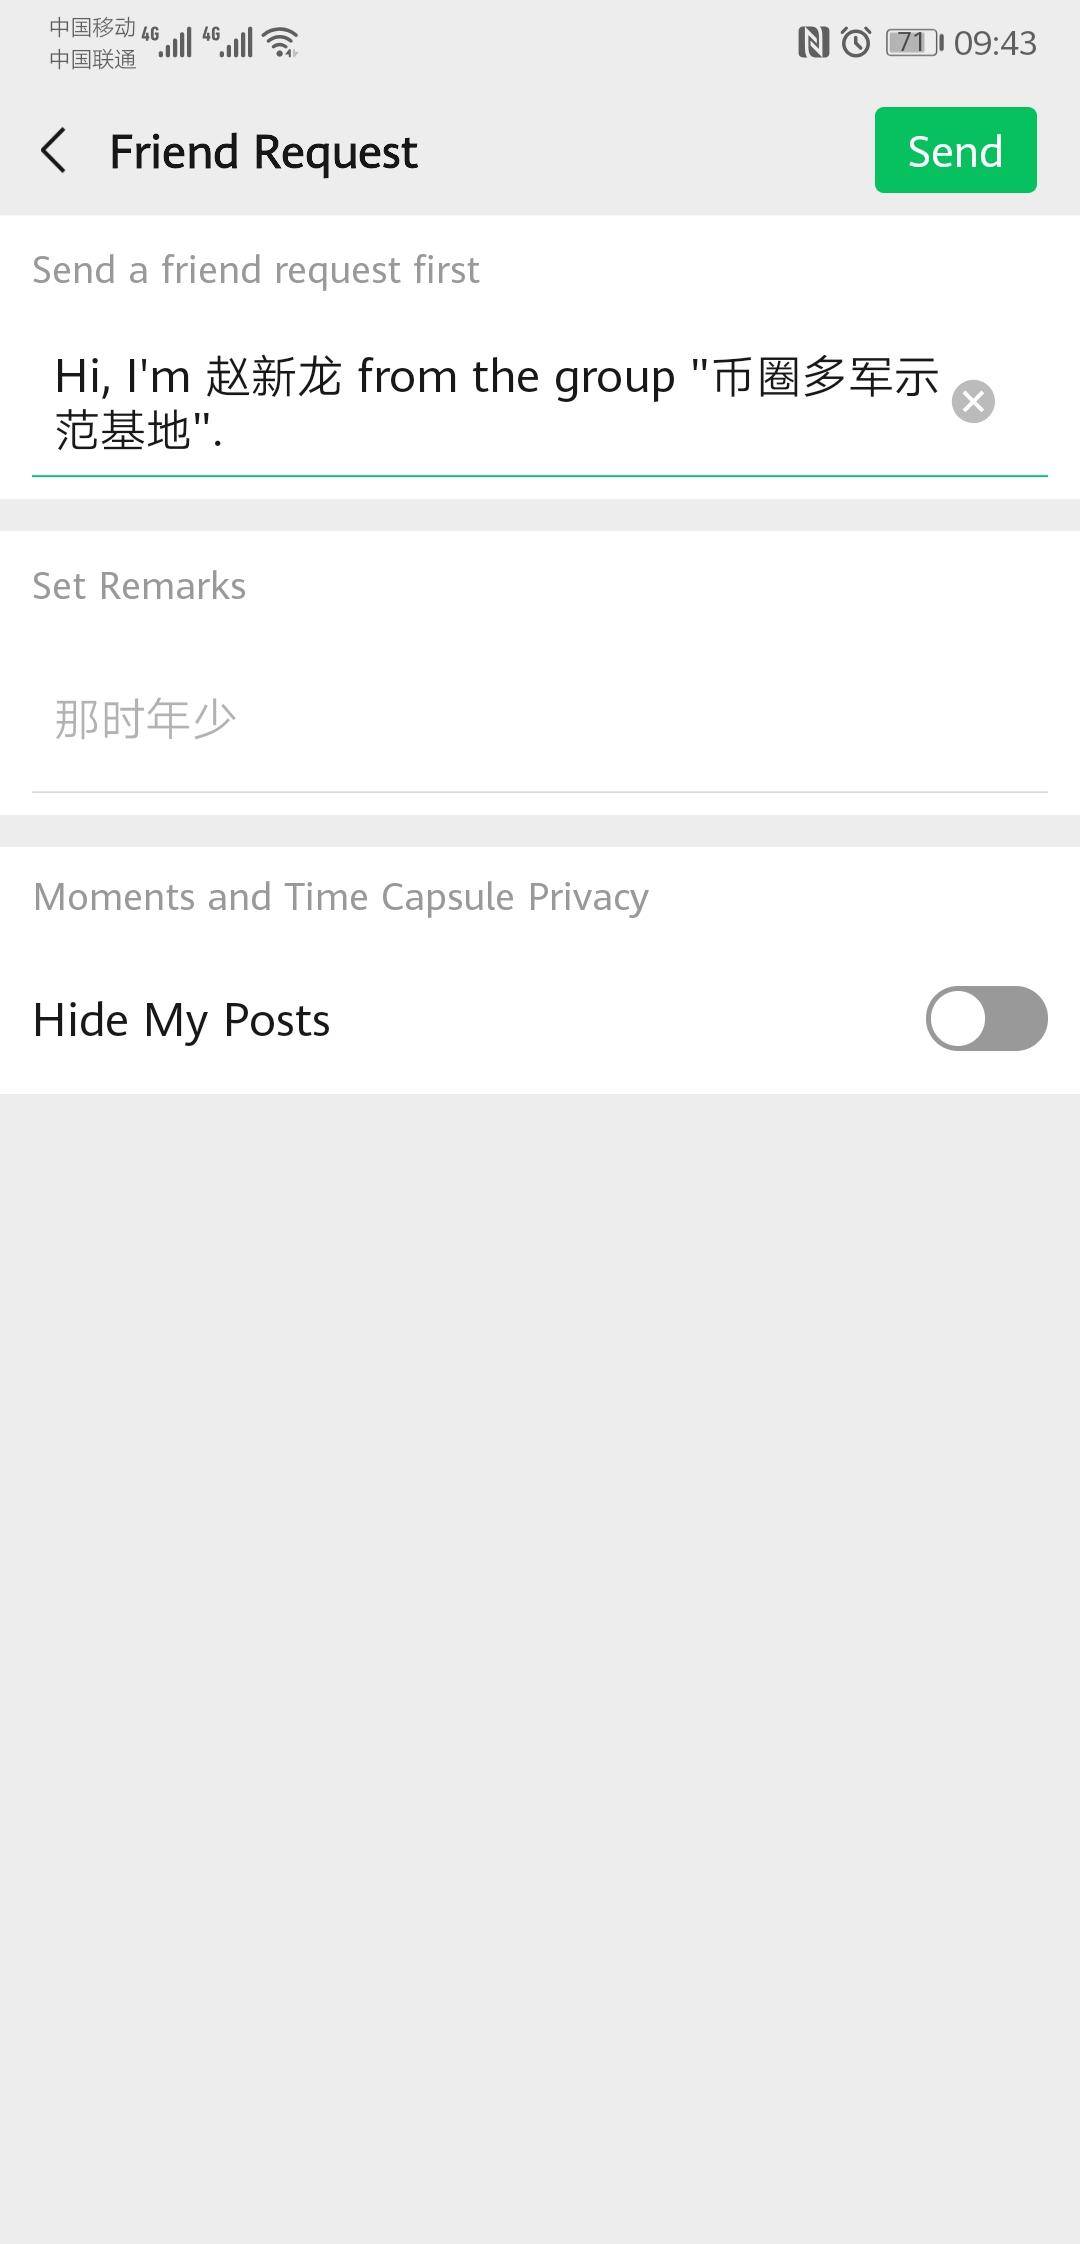 中国移动 4G 4G 71 09:43
中国联通
Friend Request Send
Send a friend request first
Hi, I'm 赵新龙 from the group "币圈多军示
范基地".
Set Remarks
那时年少
Moments and Time Capsule Privacy
Hide My Posts